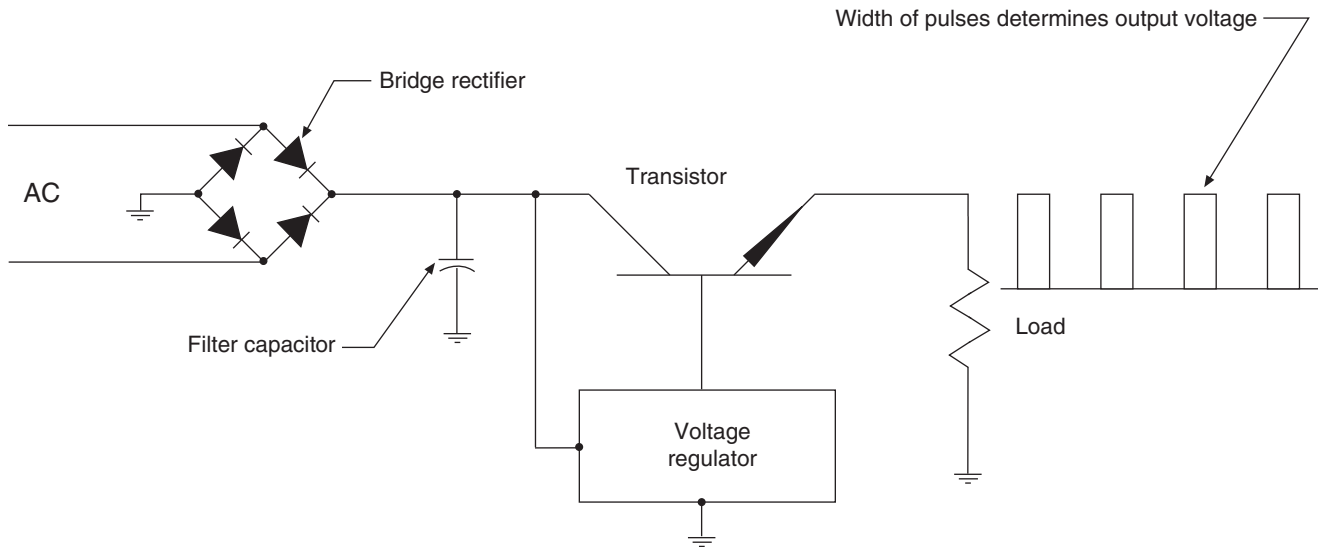 Width of pulses determines output voltage
Bridge rectifier
AC
Transistor
Filter capacitor
Load
Voltage
regulator